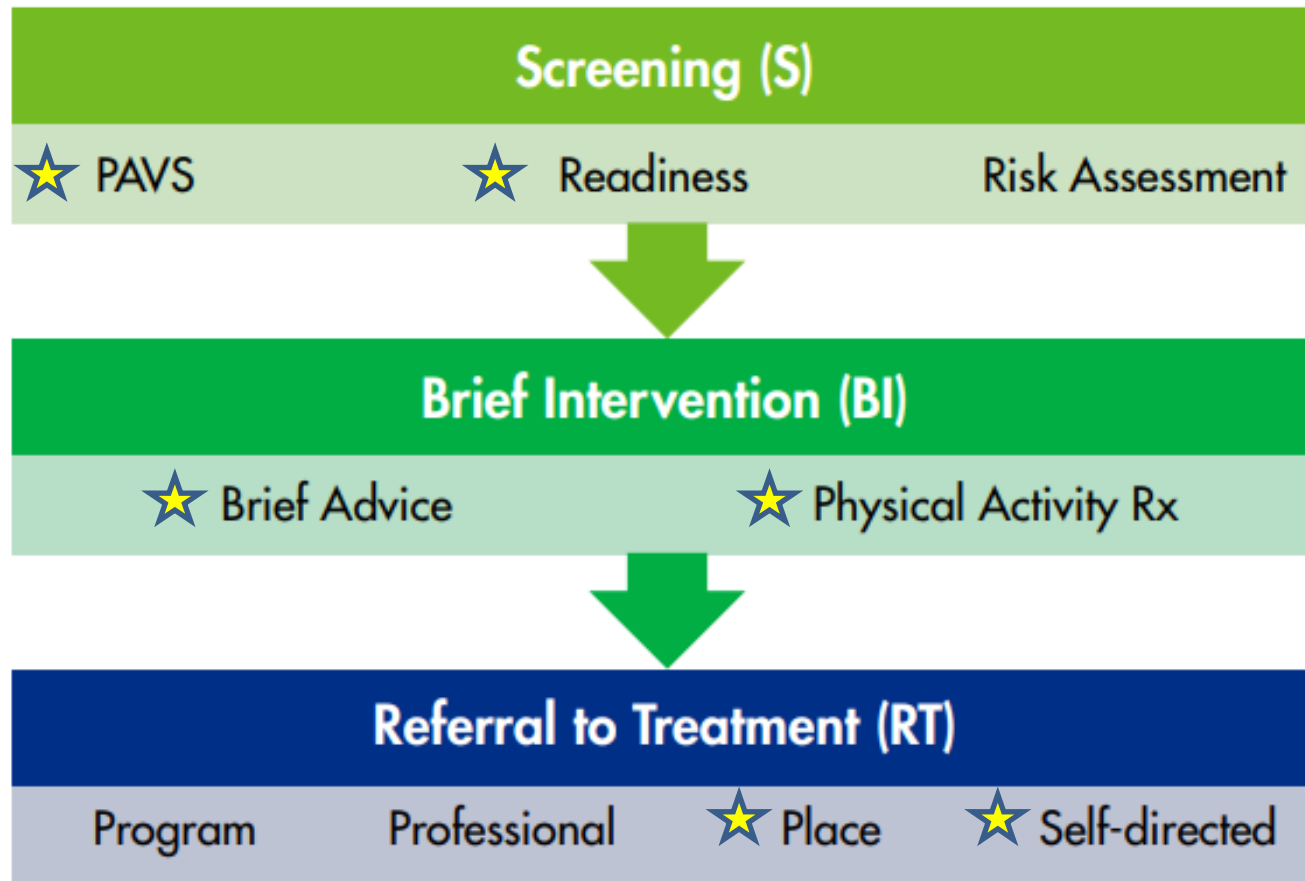 Screening (S)
PAVS Readiness Risk Assessment
Brief Intervention (BI)
Brief Advice Physical Activity Rx
Referral to Treatment (RT)
Program Professional Place Self-directed